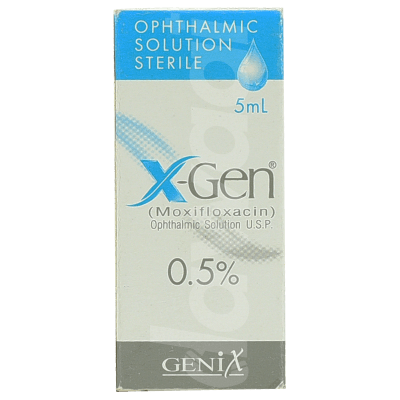 OPHTHALMIC
SOLUTION
STERILE
5mL
X-Gen®
(Moxifloxacin)
Ophthalmic Solution U.S.P.
0.5%
GENIX